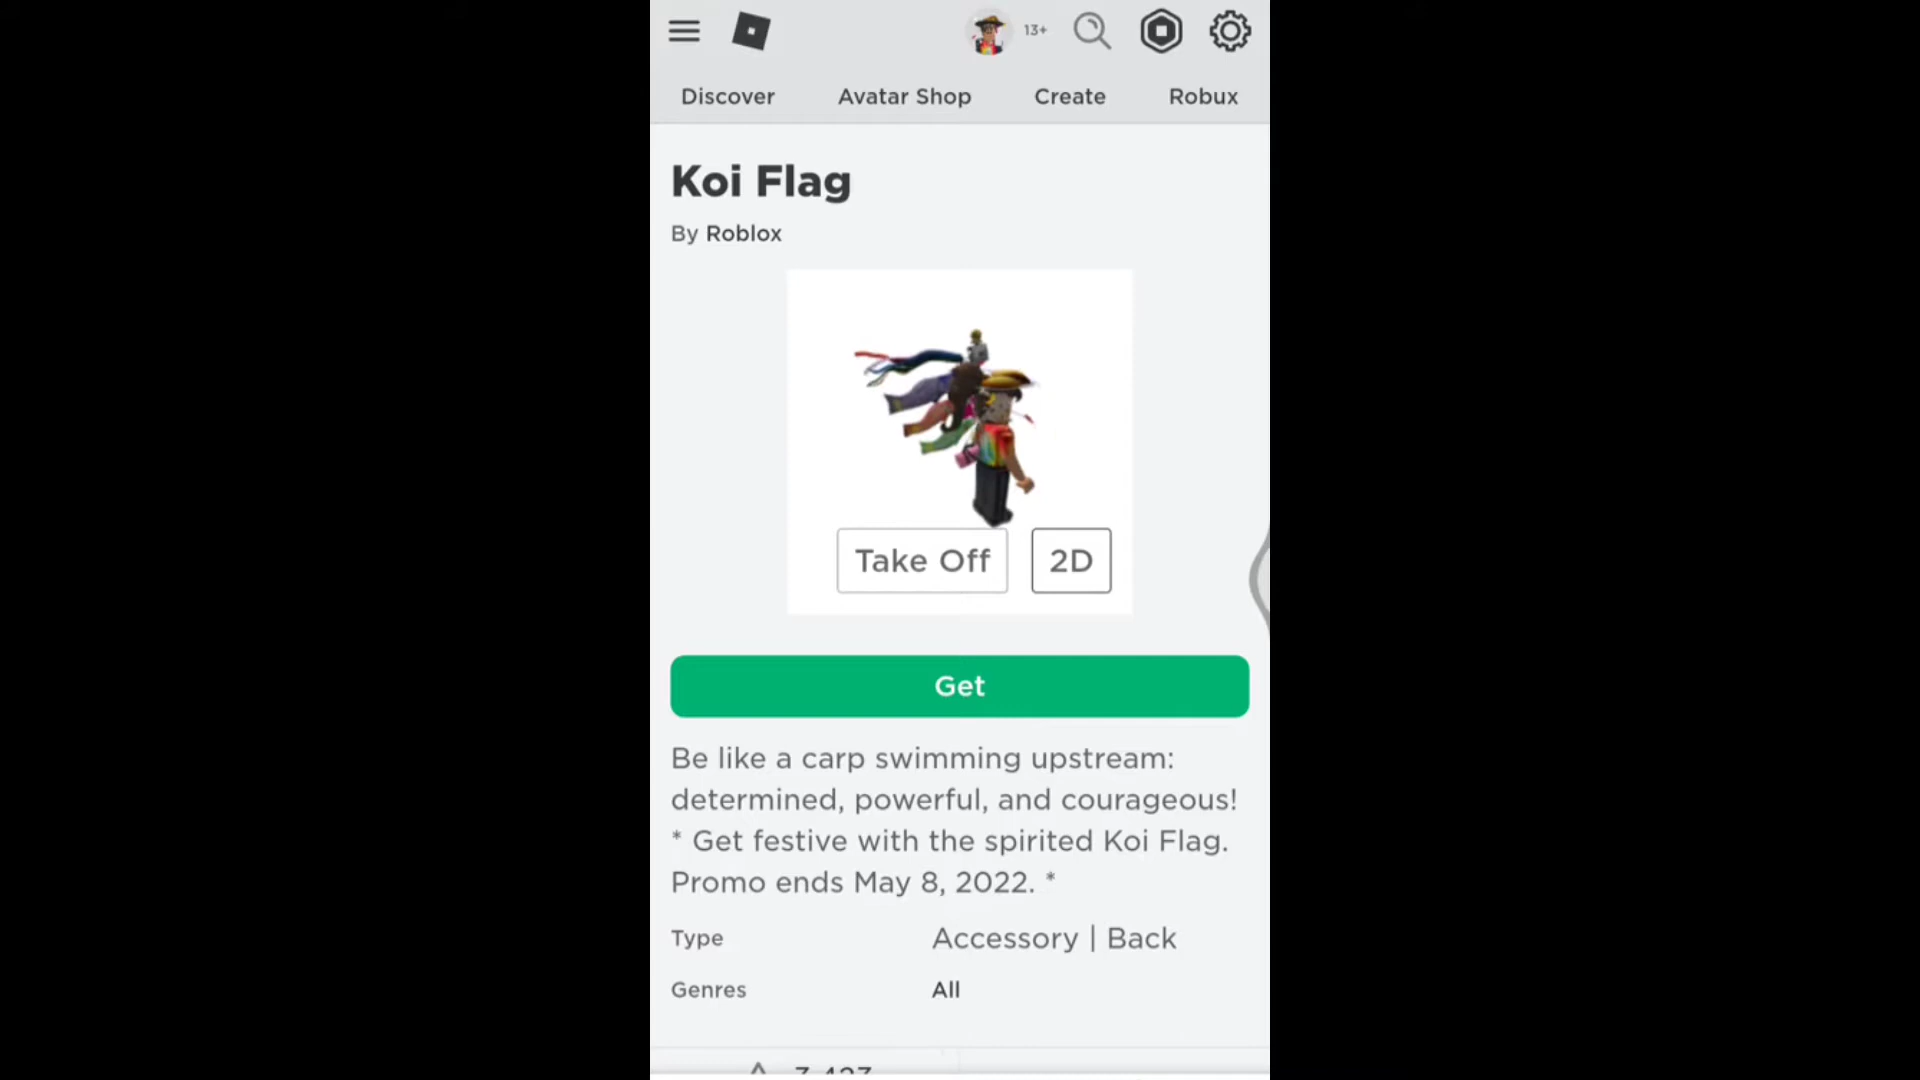 13+
Discover Avatar Shop Create Robux
Koi Flag
By Roblox
Take Off 2D
Get
Be like a carp swimming upstream:
determined, powerful, and courageous!
* Get festive with the spirited Koi Flag.
Promo ends May 8, 2022. *
Type Accessory | Back
Genres All